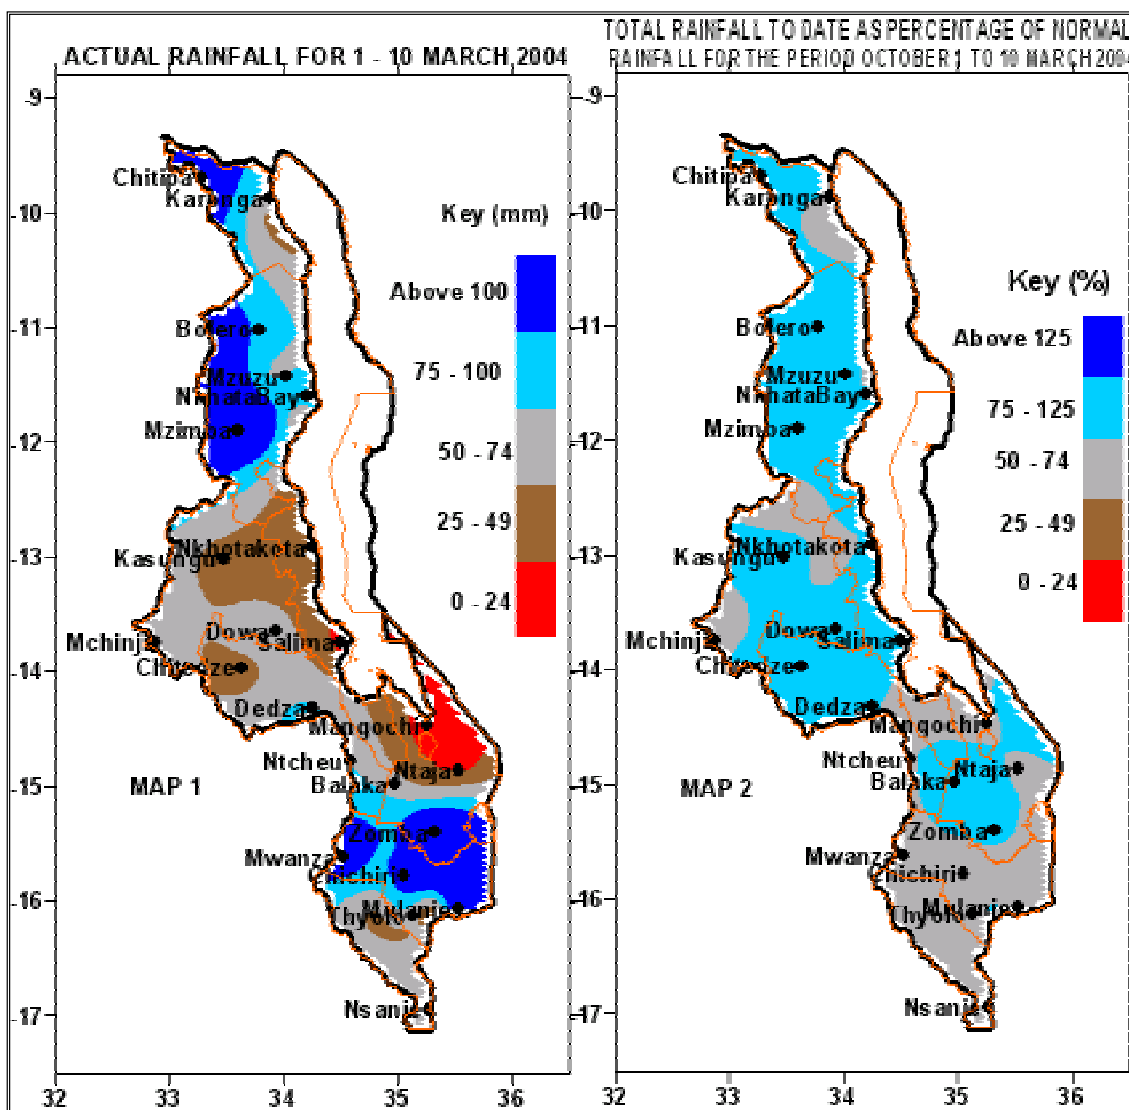 ACTUAL RAINFALL FOR 1 - 10 MARCH 2004
-9
-10
-11
-12
-13
-14
-15
-16
-17
32
33
34
35
36
Key (mm)
Above 100
75 - 100
50 - 74
25 - 49
0 - 24
Chitipa
Karonga
Bolero
Mzuzu
NkhataBay
Mzimba
Nkhotakota
Kasungu
Dowa
Salima
Mchinji
Chitedze
Dedza
Mangochi
Ntcheu
Ntaja
Balaka
MAP 1
Zomba
Mwanza
Chichiri
Mulanje
Thyolo
Nsanje
TOTAL RAINFALL TO DATE AS PERCENTAGE OF NORMAL
RAINFALL FOR THE PERIOD OCTOBER 1 TO 10 MARCH 2004
-9
-10
-11
-12
-13
-14
-15
-16
-17
32
33
34
35
36
Key (%)
Above 125
75 - 125
50 - 74
25 - 49
0 - 24
Chitipa
Karonga
Bolero
Mzuzu
NkhataBay
Mzimba
Nkhotakota
Kasungu
Dowa
Salima
Mchinji
Chitedze
Dedza
Mangochi
Ntcheu
Ntaja
Balaka
MAP 2
Zomba
Mwanza
Chichiri
Mulanje
Thyolo
Nsanje